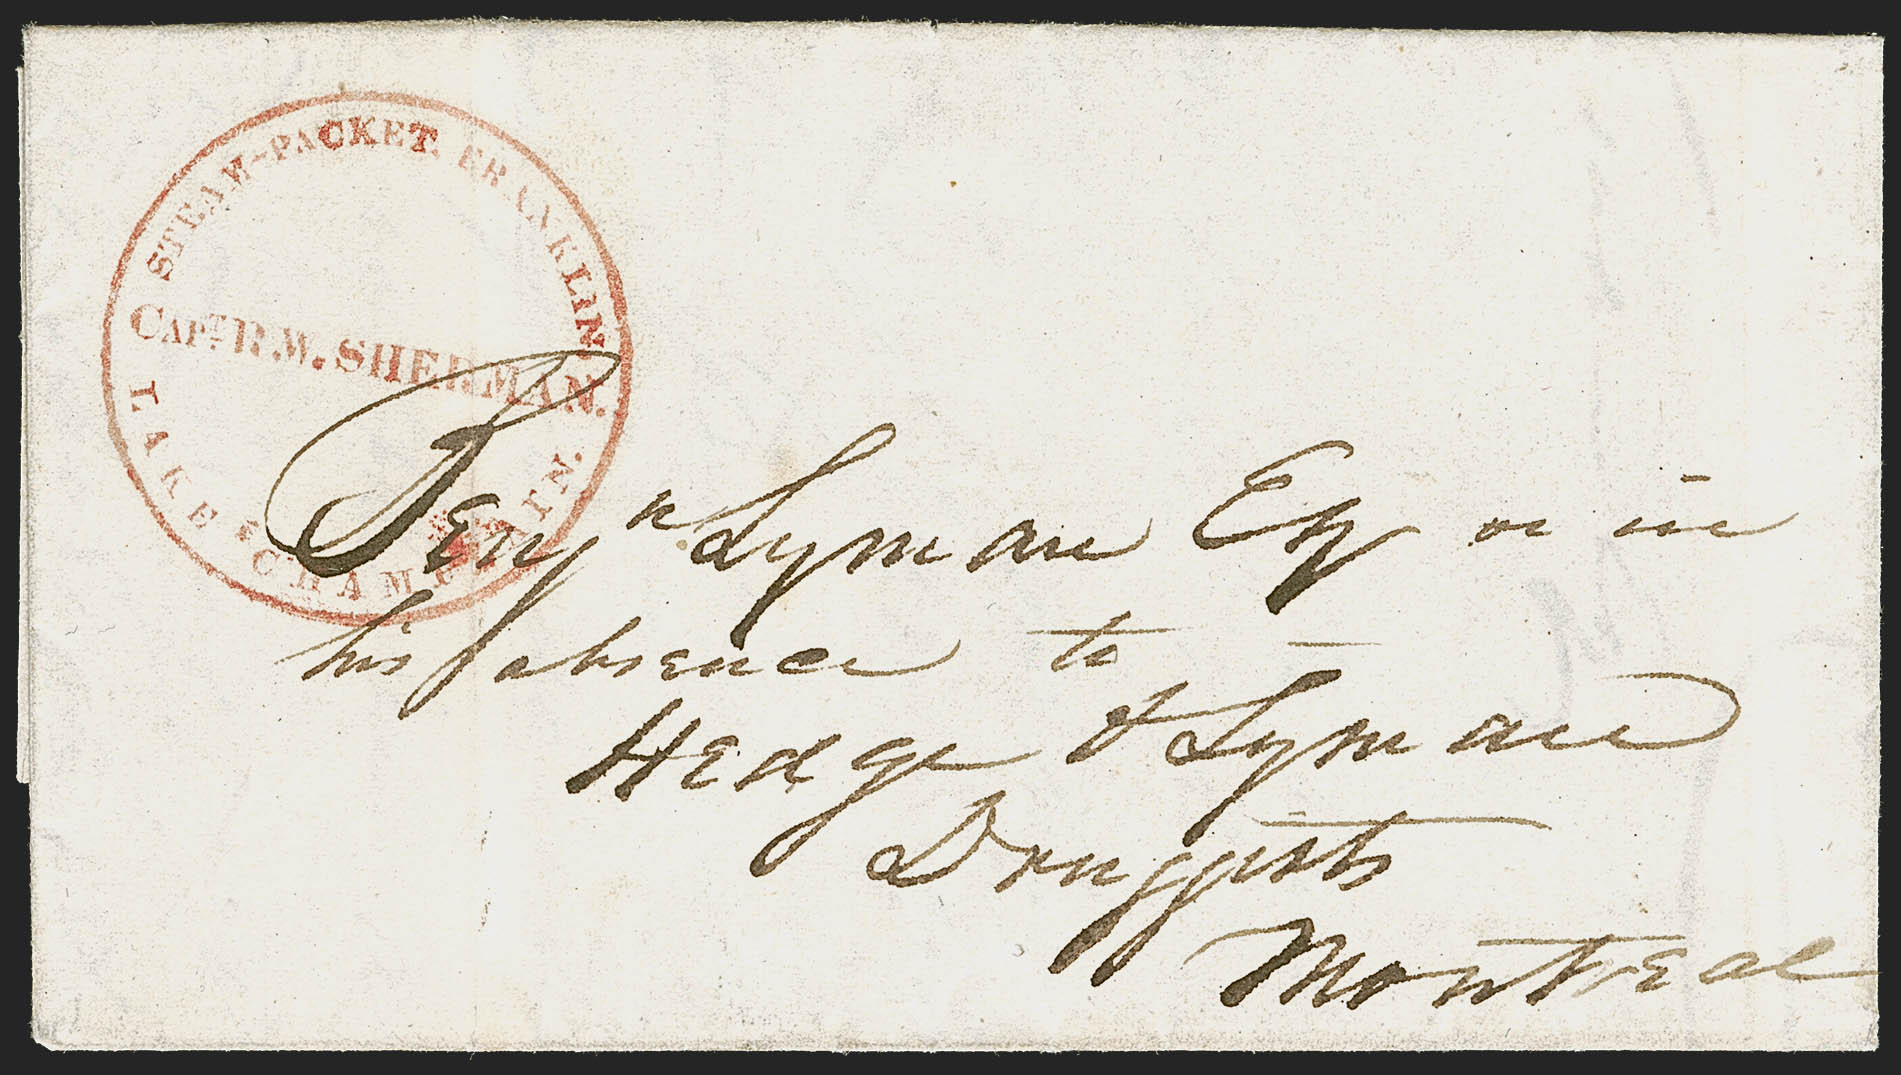 STEAM-PACKET. FRANKLIN.
CAPT. R.W. SHERMAN.
LAKE CHAMPLAIN.
Benjn Lyman Esq or in
his absence to
Hedge & Lyman
Druggists
Montreal